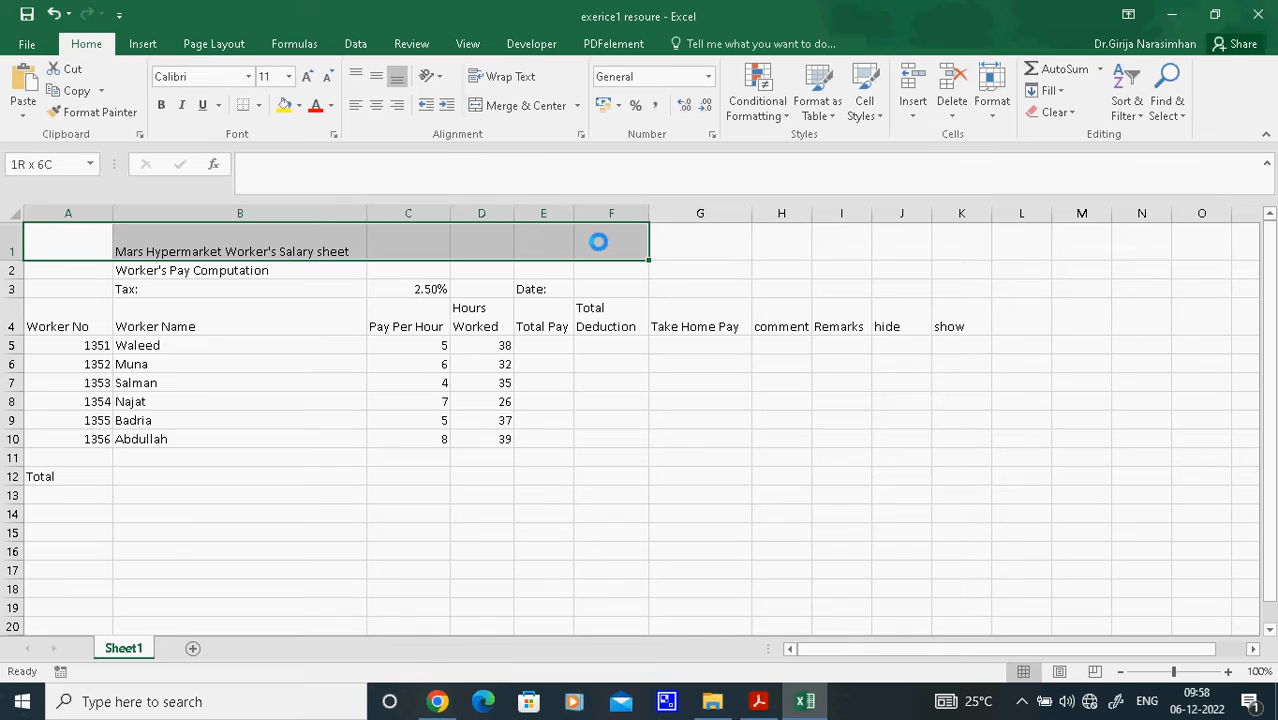 exerice1 resoure - Excel
File Home Insert Page Layout Formulas Data Review View Developer PDFelement Tell me what you want to do... Dr.Girija Narasimhan Share
Paste
Cut
Copy
Format Painter
Clipboard
Calibri 11 A A
B I U A
Font
Wrap Text
Merge & Center
Alignment
General
% ,
Number
Conditional Formatting
Format as Table
Cell Styles
Styles
Insert Delete Format
Cells
AutoSum
Fill
Clear
Sort & Filter
Find & Select
Editing
1R x 6C fx
A B C D E F G H I J K L M N O
1 Mars Hypermarket Worker's Salary sheet
2 Worker's Pay Computation
3 Tax: 2.50% Date:
4 Worker No Worker Name Pay Per Hour Hours Worked Total Pay Total Deduction Take Home Pay comment Remarks hide show
5 1351 Waleed 5 38
6 1352 Muna 6 32
7 1353 Salman 4 35
8 1354 Najat 7 26
9 1355 Badria 5 37
10 1356 Abdullah 8 39
11
12 Total
13
14
15
16
17
18
19
20
Sheet1
Ready 100%
Type here to search 25°C ENG 09:58
06-12-2022 1